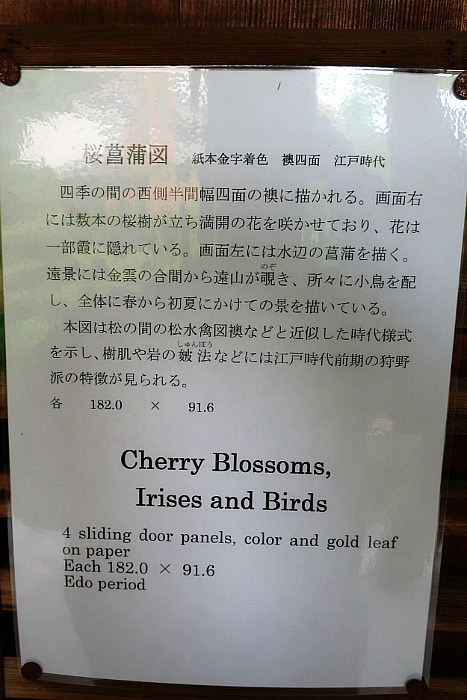 桜菖蒲図　紙本金字着色　襖四面　江戸時代
四季の間の西側半間幅四面の襖に描かれる。画面右
には数本の桜樹が立ち満開の花を咲かせており、花は
一部霞に隠れている。画面左には水辺の菖蒲を描く。
のぞ
遠景には金雲の合間から遠山が覗き、所々に小鳥を配
し、全体に春から初夏にかけての景を描いている。
本図は松の間の松水禽図襖などと近似した時代様式
しゅんぽう
を示し、樹肌や岩の皴法などには江戸時代前期の狩野
派の特徴が見られる。
各　182.0　×　91.6
Cherry Blossoms,
Irises and Birds
4 sliding door panels, color and gold leaf
on paper
Each 182.0 × 91.6
Edo period